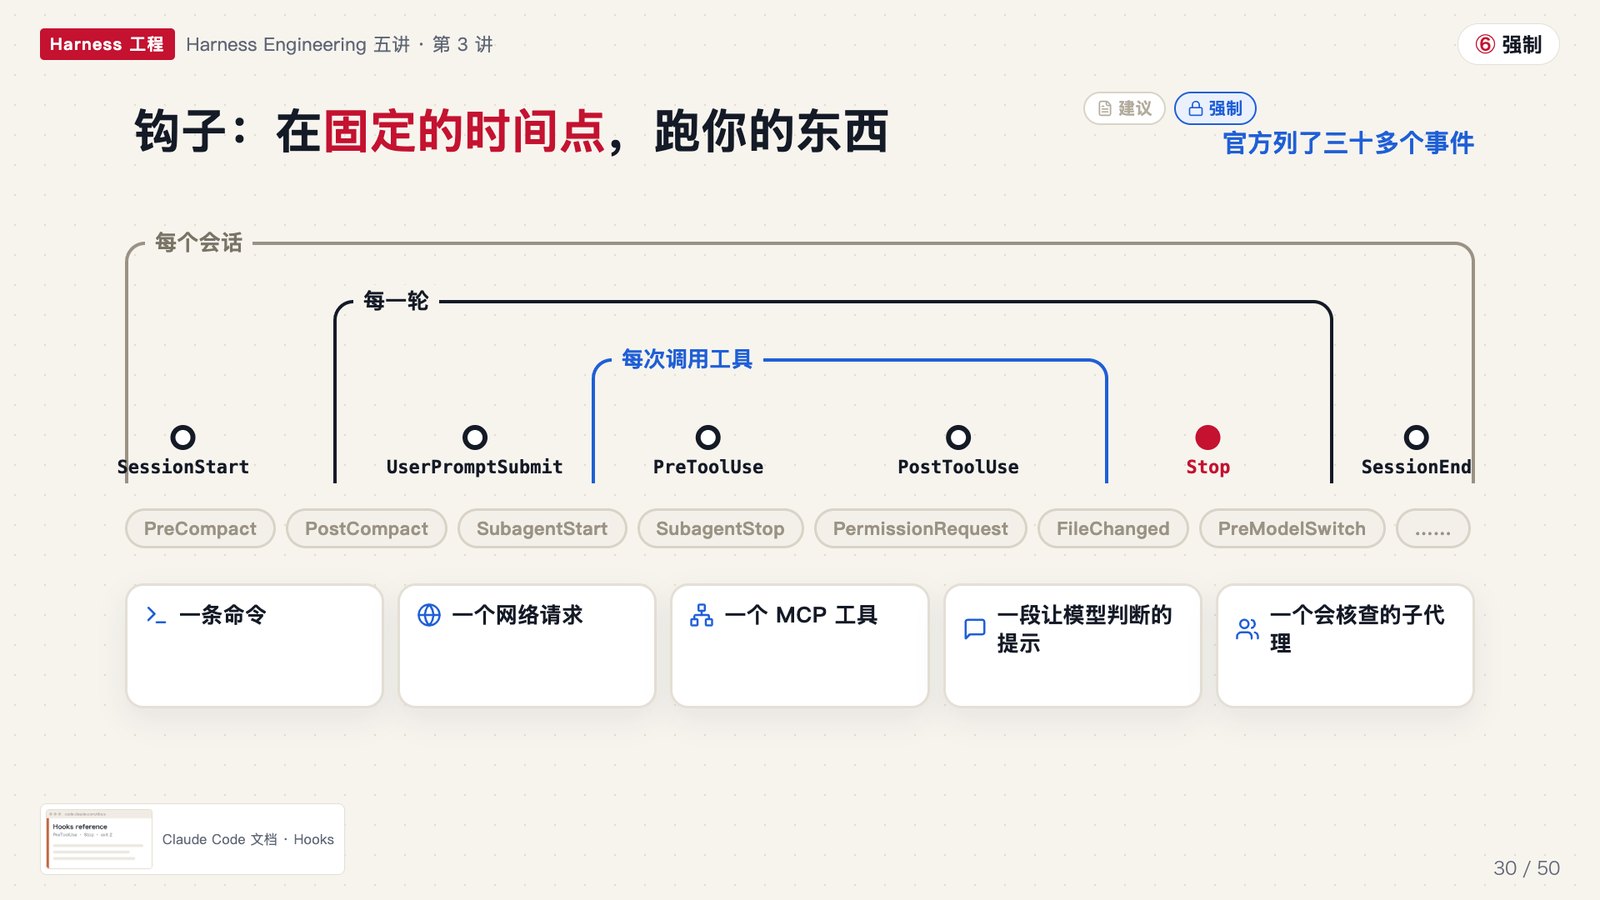 Harness 工程
Harness Engineering 五讲 · 第 3 讲
⑥ 强制
钩子：在固定的时间点，跑你的东西
建议
强制
官方列了三十多个事件
每个会话
每一轮
每次调用工具
SessionStart
UserPromptSubmit
PreToolUse
PostToolUse
Stop
SessionEnd
PreCompact
PostCompact
SubagentStart
SubagentStop
PermissionRequest
FileChanged
PreModelSwitch
......
一条命令
一个网络请求
一个 MCP 工具
一段让模型判断的
提示
一个会核查的子代
理
Hooks reference
Claude Code 文档 · Hooks
30 / 50